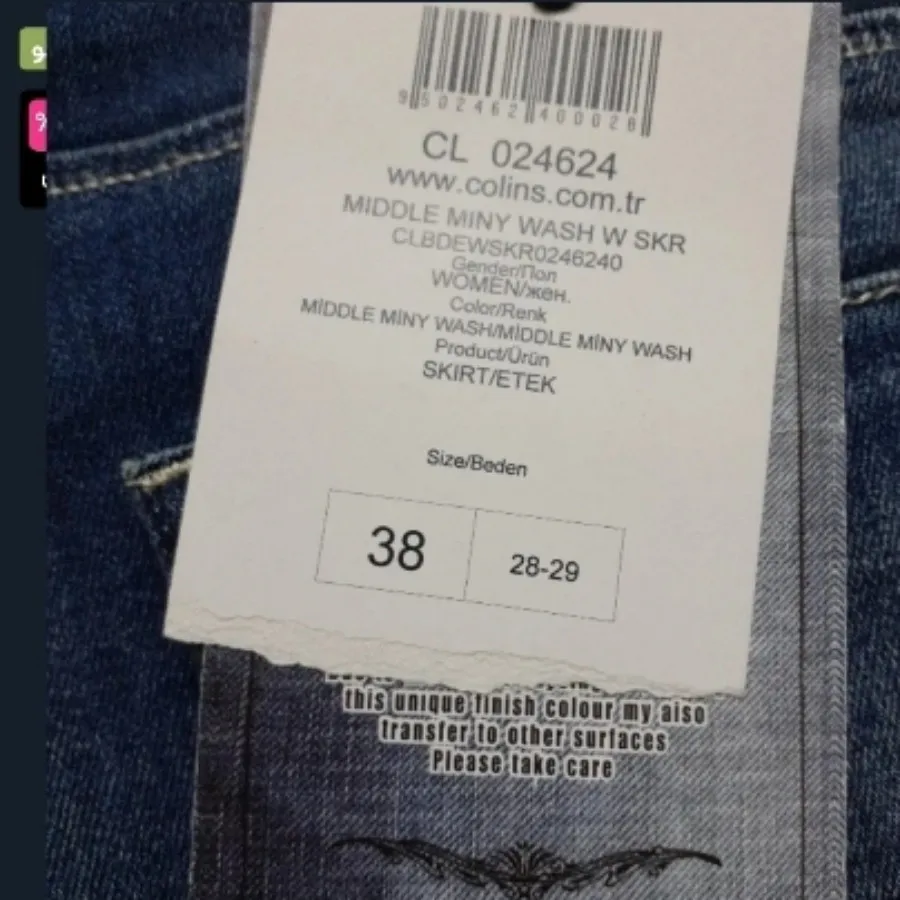 9 502462 400028
CL 024624
www.colins.com.tr
MIDDLE MINY WASH W SKR
CLBDEWSKR0246240
Gender/Пол
WOMEN/жен.
Color/Renk
MİDDLE MİNY WASH/MİDDLE MİNY WASH
Product/Ürün
SKIRT/ETEK
Size/Beden
38
28-29
this unique finish colour my also
transfer to other surfaces
Please take care